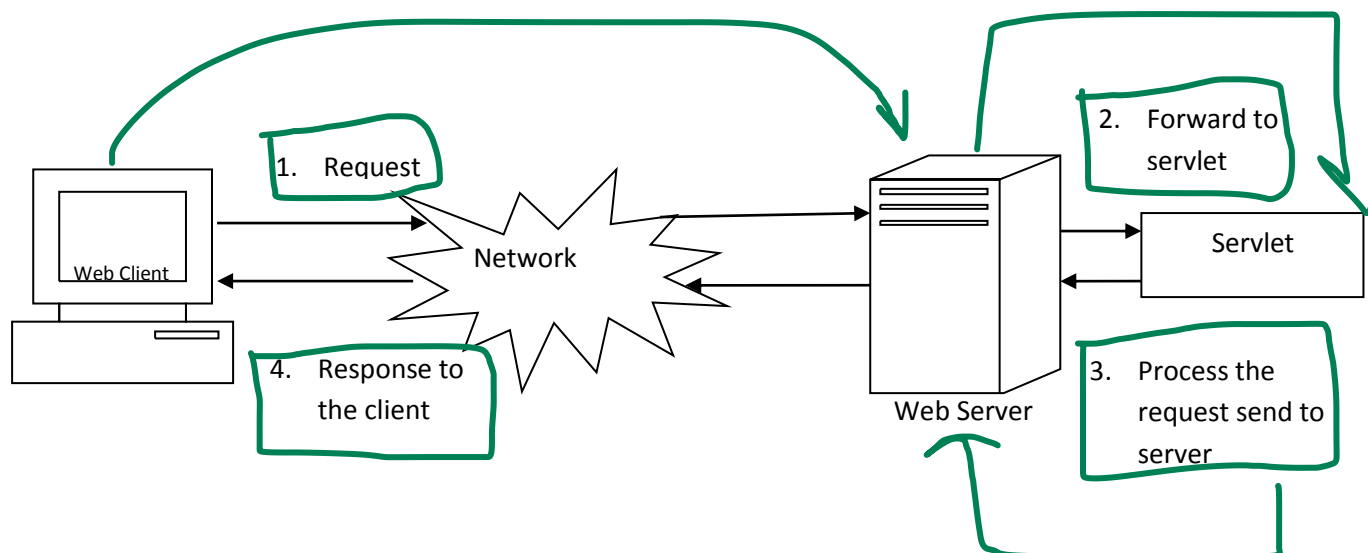 1. Request
2. Forward to
servlet
Web Client
Network
Servlet
4. Response to
the client
Web Server
3. Process the
request send to
server